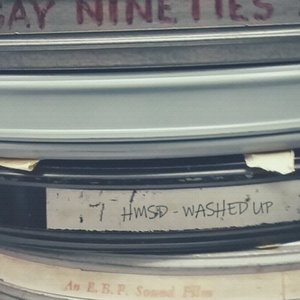 GAY NINETIES
7 HMSD - WASHED UP
An E.B.P. Sound Film